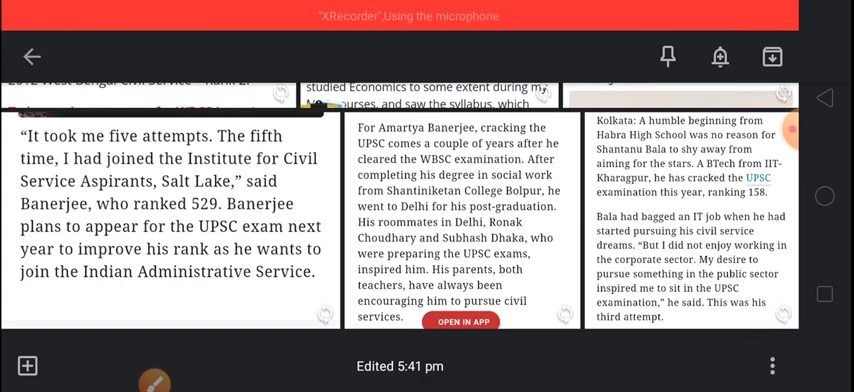 "XRecorder",Using the microphone
studied Economics to some extent during my
courses, and saw the syllabus, which
"It took me five attempts. The fifth
time, I had joined the Institute for Civil
Service Aspirants, Salt Lake," said
Banerjee, who ranked 529. Banerjee
plans to appear for the UPSC exam next
year to improve his rank as he wants to
join the Indian Administrative Service.
For Amartya Banerjee, cracking the
UPSC comes a couple of years after he
cleared the WBSC examination. After
completing his degree in social work
from Shantiniketan College Bolpur, he
went to Delhi for his post-graduation.
His roommates in Delhi, Ronak
Choudhary and Subhash Dhaka, who
were preparing the UPSC exams,
inspired him. His parents, both
teachers, have always been
encouraging him to pursue civil
services.
OPEN IN APP
Kolkata: A humble beginning from
Habra High School was no reason for
Shantanu Bala to shy away from
aiming for the stars. A BTech from IIT-
Kharagpur, he has cracked the UPSC
examination this year, ranking 158.
Bala had bagged an IT job when he had
started pursuing his civil service
dreams. "But I did not enjoy working in
the corporate sector. My desire to
pursue something in the public sector
inspired me to sit in the UPSC
examination," he said. This was his
third attempt.
Edited 5:41 pm